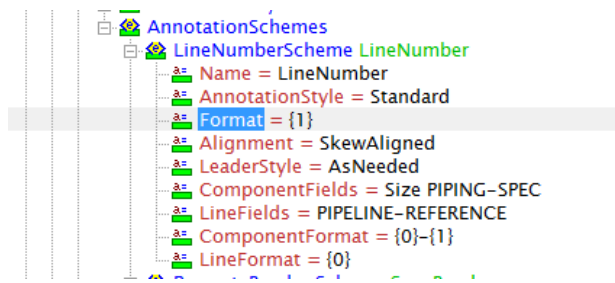 AnnotationSchemes
LineNumberScheme LineNumber
a= Name = LineNumber
a= AnnotationStyle = Standard
a= Format = {1}
a= Alignment = SkewAligned
a= LeaderStyle = AsNeeded
a= ComponentFields = Size PIPING-SPEC
a= LineFields = PIPELINE-REFERENCE
a= ComponentFormat = {0}-{1}
a= LineFormat = {0}